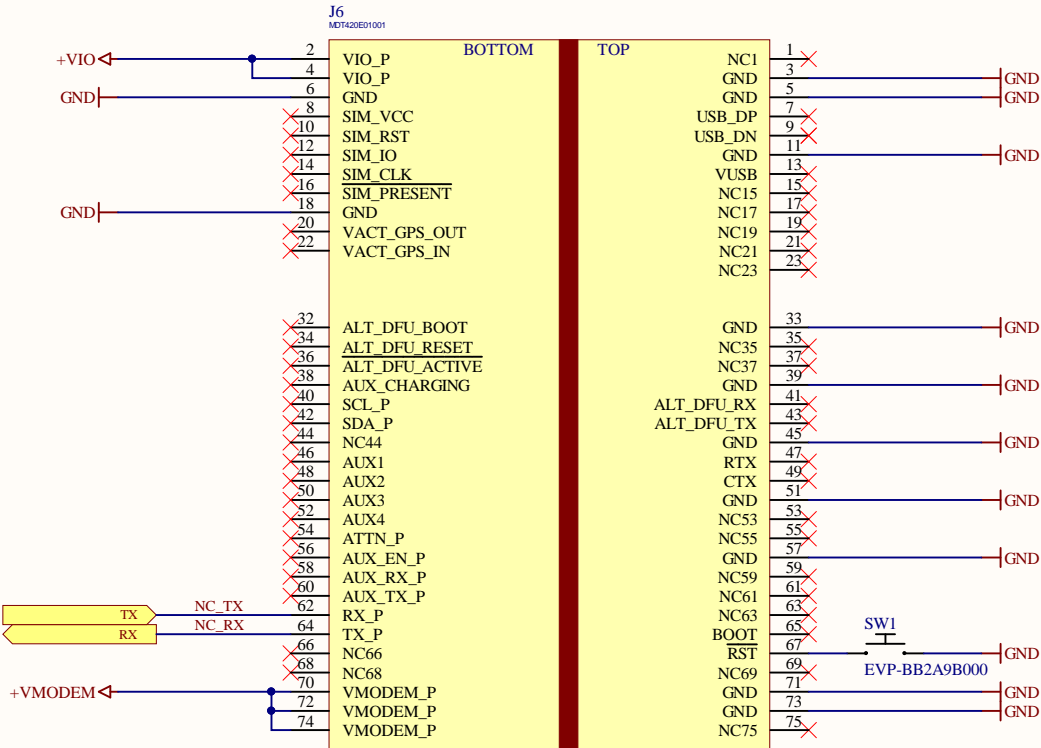 J6
MDT420E01001
BOTTOM TOP
+VIO 2 VIO_P NC1 1
4 VIO_P GND 3 GND
GND 6 GND GND 5 GND
8 SIM_VCC USB_DP 7
10 SIM_RST USB_DN 9
12 SIM_IO GND 11 GND
14 SIM_CLK VUSB 13
16 SIM_PRESENT NC15 15
GND 18 GND NC17 17
20 VACT_GPS_OUT NC19 19
22 VACT_GPS_IN NC21 21
NC23 23
32 ALT_DFU_BOOT GND 33 GND
34 ALT_DFU_RESET NC35 35
36 ALT_DFU_ACTIVE NC37 37
38 AUX_CHARGING GND 39 GND
40 SCL_P ALT_DFU_RX 41
42 SDA_P ALT_DFU_TX 43
44 NC44 GND 45 GND
46 AUX1 RTX 47
48 AUX2 CTX 49
50 AUX3 GND 51 GND
52 AUX4 NC53 53
54 ATTN_P NC55 55
56 AUX_EN_P GND 57 GND
58 AUX_RX_P NC59 59
60 AUX_TX_P NC61 61
TX NC_TX 62 RX_P NC63 63
RX NC_RX 64 TX_P BOOT 65 SW1
66 NC66 RST 67 GND
68 NC68 NC69 69 EVP-BB2A9B000
+VMODEM 70 VMODEM_P GND 71 GND
72 VMODEM_P GND 73 GND
74 VMODEM_P NC75 75